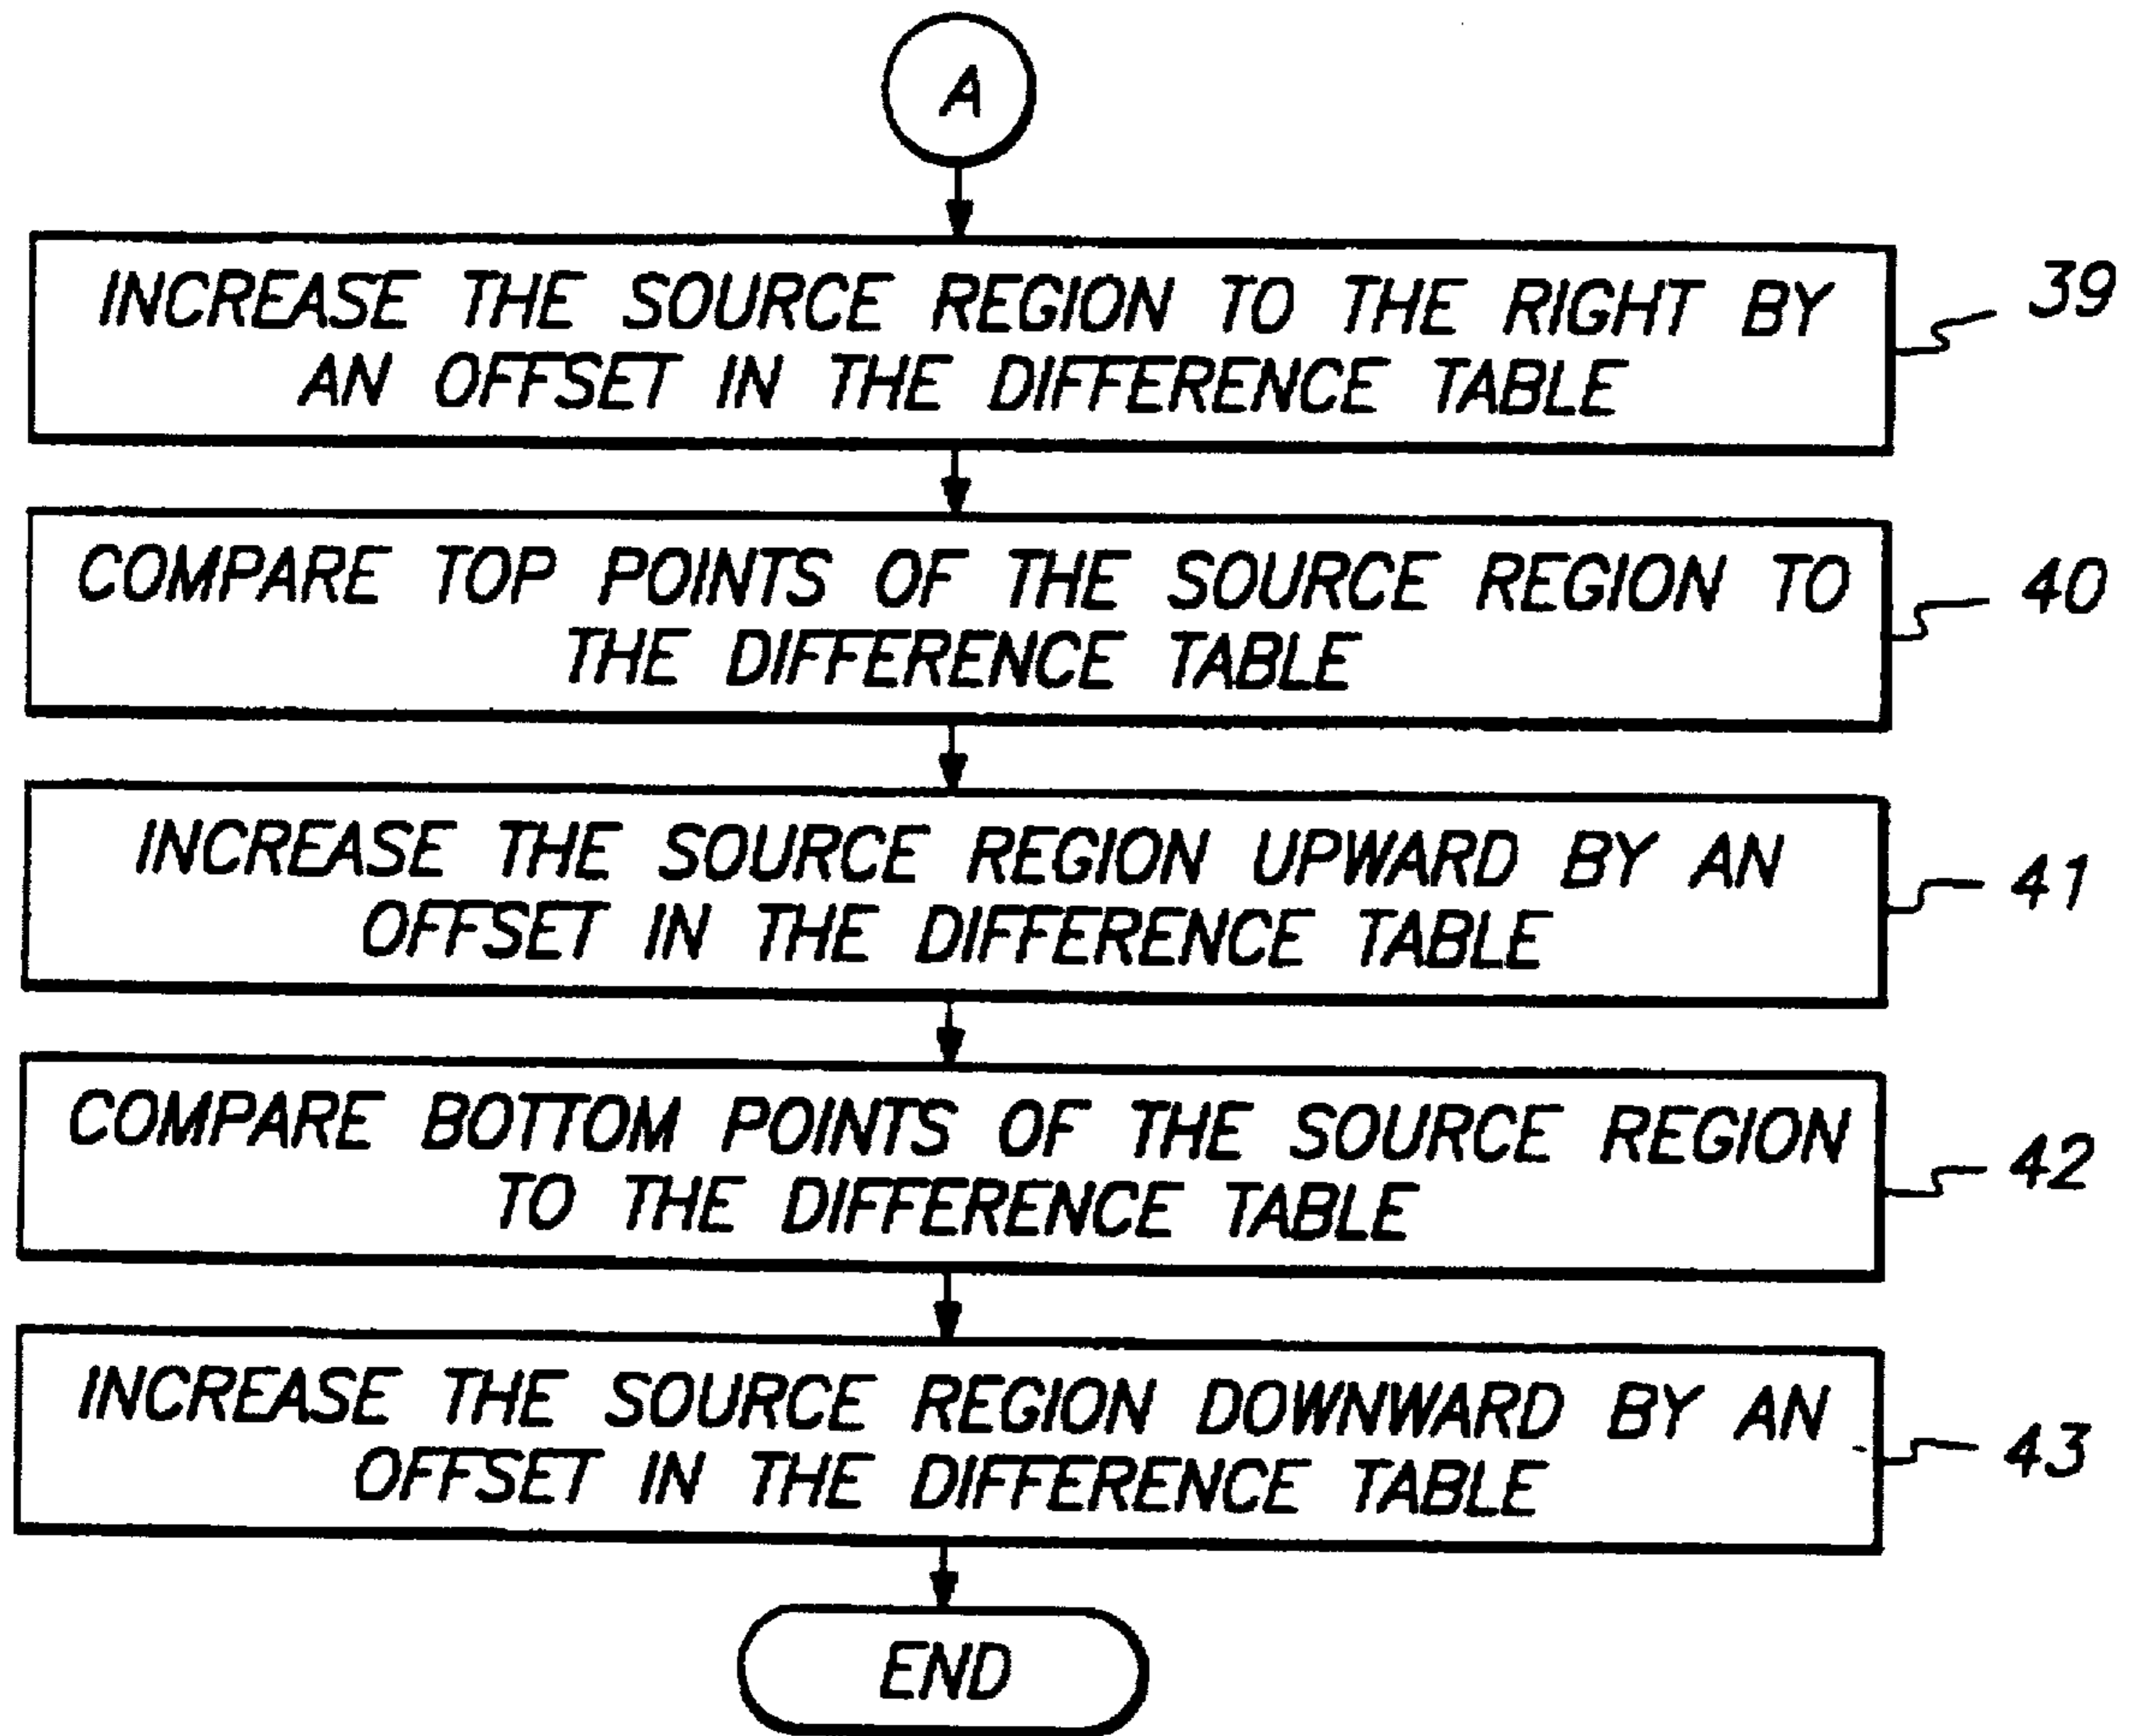 A
INCREASE THE SOURCE REGION TO THE RIGHT BY
AN OFFSET IN THE DIFFERENCE TABLE
39
COMPARE TOP POINTS OF THE SOURCE REGION TO
THE DIFFERENCE TABLE
40
INCREASE THE SOURCE REGION UPWARD BY AN
OFFSET IN THE DIFFERENCE TABLE
41
COMPARE BOTTOM POINTS OF THE SOURCE REGION
TO THE DIFFERENCE TABLE
42
INCREASE THE SOURCE REGION DOWNWARD BY AN
OFFSET IN THE DIFFERENCE TABLE
43
END